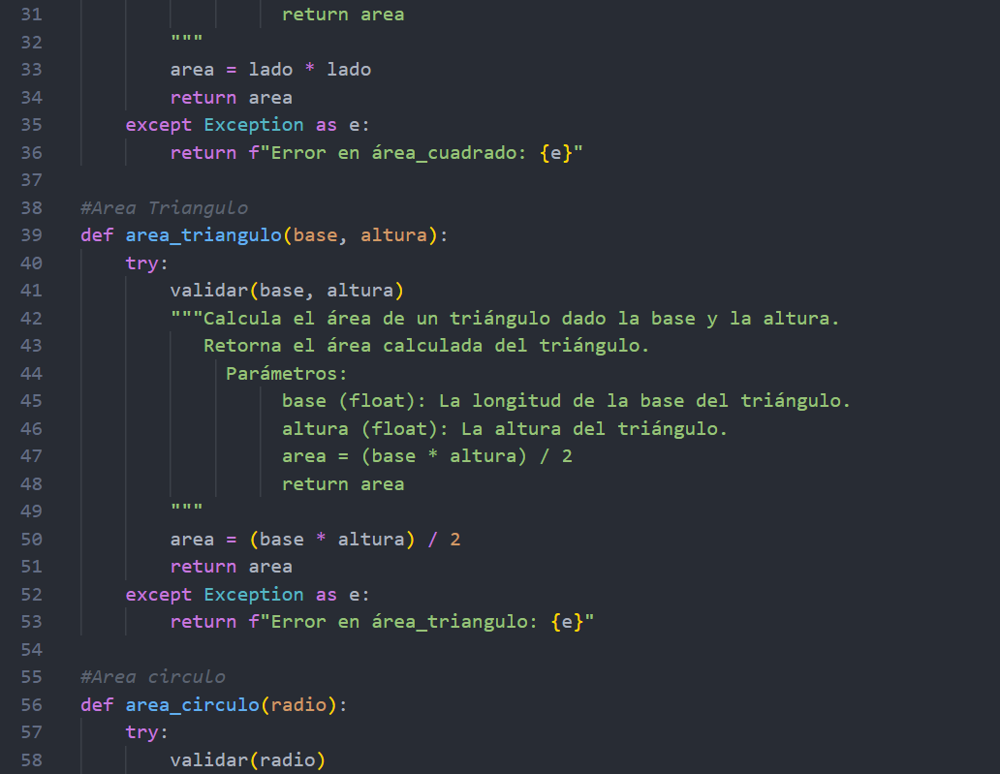 31 return area
32 """
33 area = lado * lado
34 return area
35 except Exception as e:
36 return f"Error en área_cuadrado: {e}"
37
38 #Area Triangulo
39 def area_triangulo(base, altura):
40 try:
41 validar(base, altura)
42 """Calcula el área de un triángulo dado la base y la altura.
43 Retorna el área calculada del triángulo.
44 Parámetros:
45 base (float): La longitud de la base del triángulo.
46 altura (float): La altura del triángulo.
47 area = (base * altura) / 2
48 return area
49 """
50 area = (base * altura) / 2
51 return area
52 except Exception as e:
53 return f"Error en área_triangulo: {e}"
54
55 #Area circulo
56 def area_circulo(radio):
57 try:
58 validar(radio)